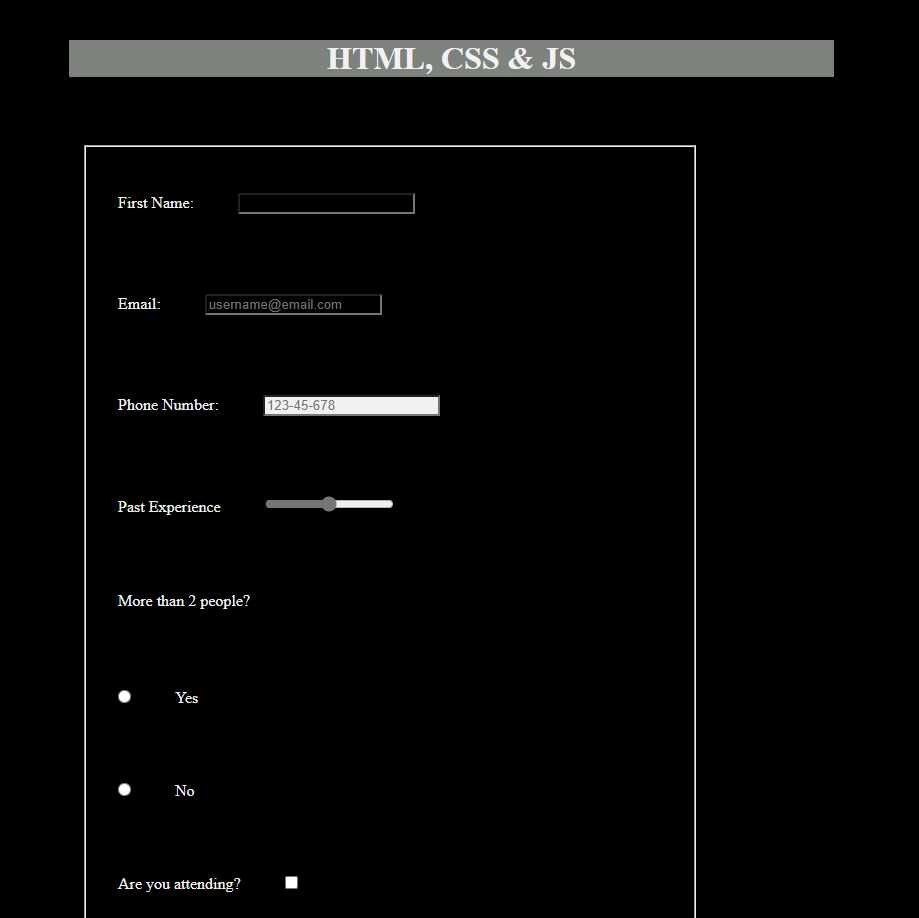 HTML, CSS & JS
First Name:
Email: username@email.com
Phone Number: 123-45-678
Past Experience
More than 2 people?
Yes
No
Are you attending?